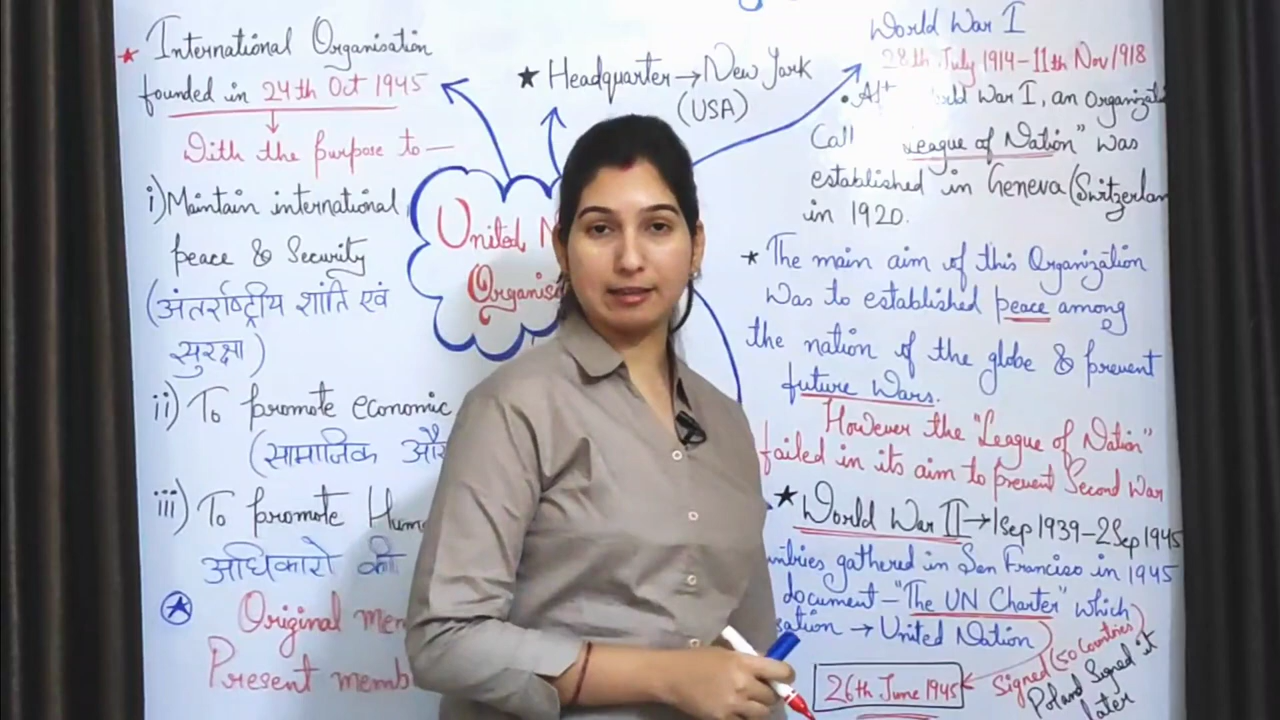 International Organisation
founded in 24th Oct 1945
With the purpose to —
i) Maintain international
peace & Security
(अंतर्राष्ट्रीय शांति एवं
सुरक्षा)
ii) To promote economic
(सामाजिक
iii) To promote
अधिकारो की
Original
Present
★ Headquarter → New York
(USA)
United
World War I
28th July 1914 – 11th Nov 1918
World War I, an
Call League of Nation" was
established in Geneva
in 1920.
The main aim of this Organization
was to established peace among
the nation of the globe & prevent
future Wars.
However the "League of Nation"
failed in its aim to prevent Second War
★ World War II → 1 Sep 1939 – 2 Sep 1945
gathered in San Francisco in 1945
document – "The UN Charter" which
→ United Nation
26th June 1945
Signed (50 Countries)
Poland Signed it
later